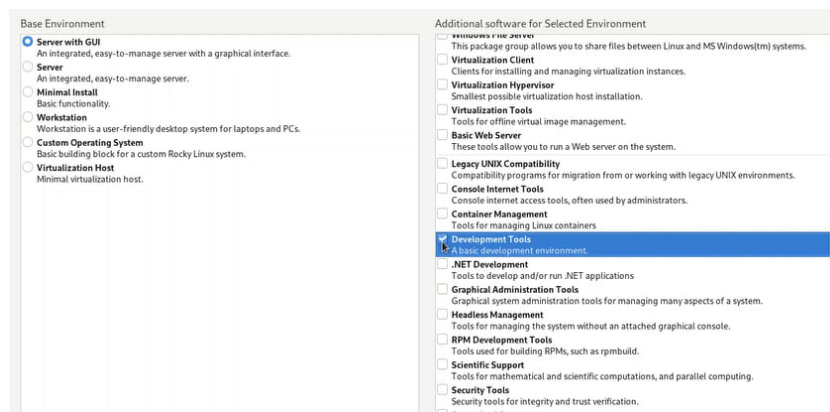 Base Environment
Server with GUI
An integrated, easy-to-manage server with a graphical interface.
Server
An integrated, easy-to-manage server.
Minimal Install
Basic functionality.
Workstation
Workstation is a user-friendly desktop system for laptops and PCs.
Custom Operating System
Basic building block for a custom Rocky Linux system.
Virtualization Host
Minimal virtualization host.
Additional software for Selected Environment
Windows File Server
This package group allows you to share files between Linux and MS Windows(tm) systems.
Virtualization Client
Clients for installing and managing virtualization instances.
Virtualization Hypervisor
Smallest possible virtualization host installation.
Virtualization Tools
Tools for offline virtual image management.
Basic Web Server
These tools allow you to run a Web server on the system.
Legacy UNIX Compatibility
Compatibility programs for migration from or working with legacy UNIX environments.
Console Internet Tools
Console internet access tools, often used by administrators.
Container Management
Tools for managing Linux containers
Development Tools
A basic development environment.
.NET Development
Tools to develop and/or run .NET applications
Graphical Administration Tools
Graphical system administration tools for managing many aspects of a system.
Headless Management
Tools for managing the system without an attached graphical console.
RPM Development Tools
Tools used for building RPMs, such as rpmbuild.
Scientific Support
Tools for mathematical and scientific computations, and parallel computing.
Security Tools
Security tools for integrity and trust verification.